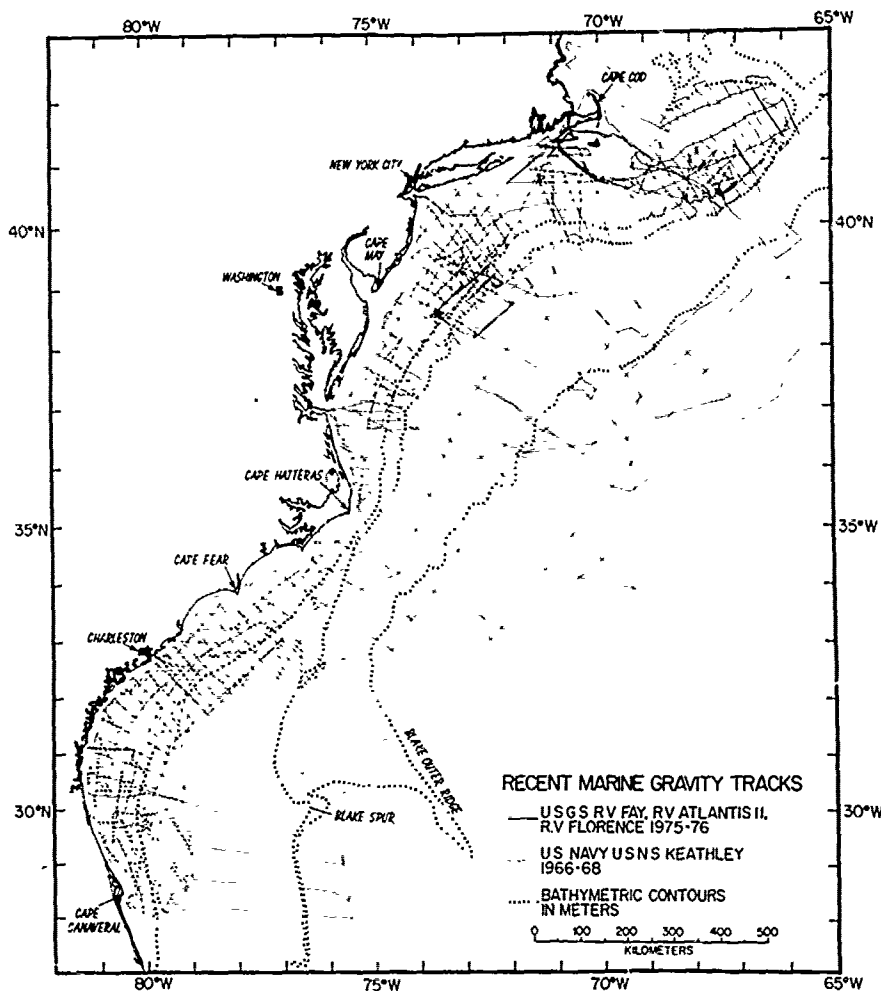 80°W 75°W 70°W 65°W
CAPE COD
NEW YORK CITY
40°N 40°N
CAPE
MAY
WASHINGTON
CAPE HATTERAS
35°N 35°N
CAPE FEAR
CHARLESTON
BLAKE OUTER RIDGE
RECENT MARINE GRAVITY TRACKS
30°N 30°N
USGS RV FAY, RV ATLANTIS II,
R.V FLORENCE 1975-76
BLAKE SPUR
US NAVY USNS KEATHLEY
1966-68
BATHYMETRIC CONTOURS
IN METERS
CAPE
CANAVERAL
0 100 200 300 400 500
KILOMETERS
80°W 75°W 70°W 65°W